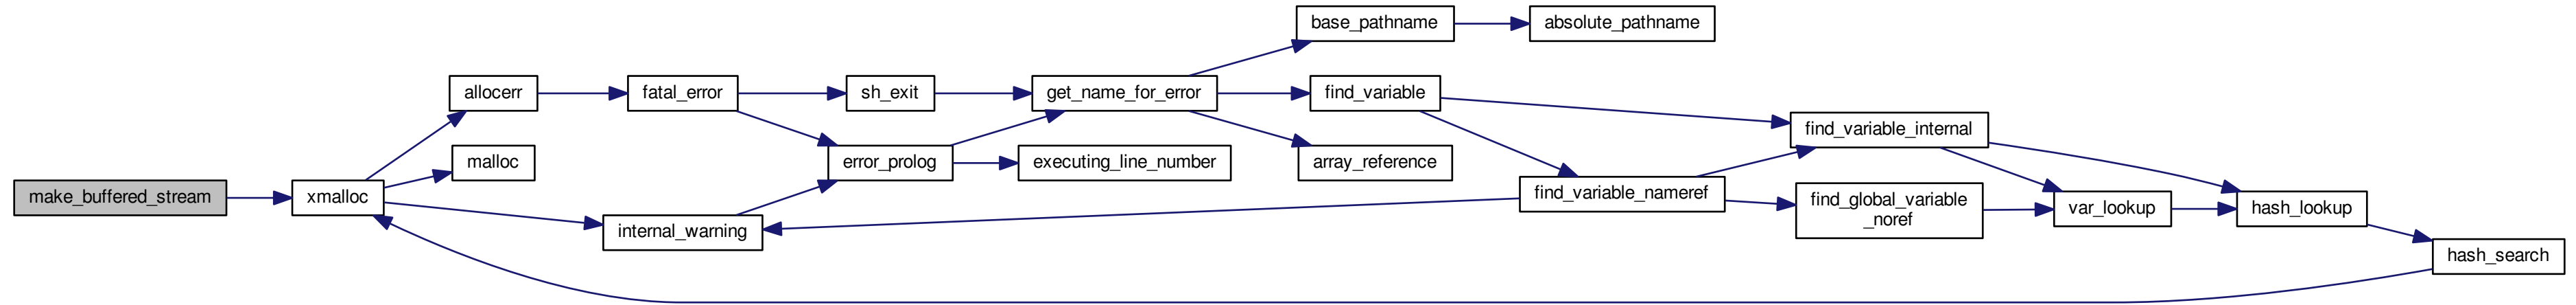 base_pathname
absolute_pathname
allocerr
fatal_error
sh_exit
get_name_for_error
find_variable
find_variable_internal
malloc
error_prolog
executing_line_number
array_reference
make_buffered_stream
xmalloc
find_variable_nameref
find_global_variable
_noref
var_lookup
hash_lookup
internal_warning
hash_search